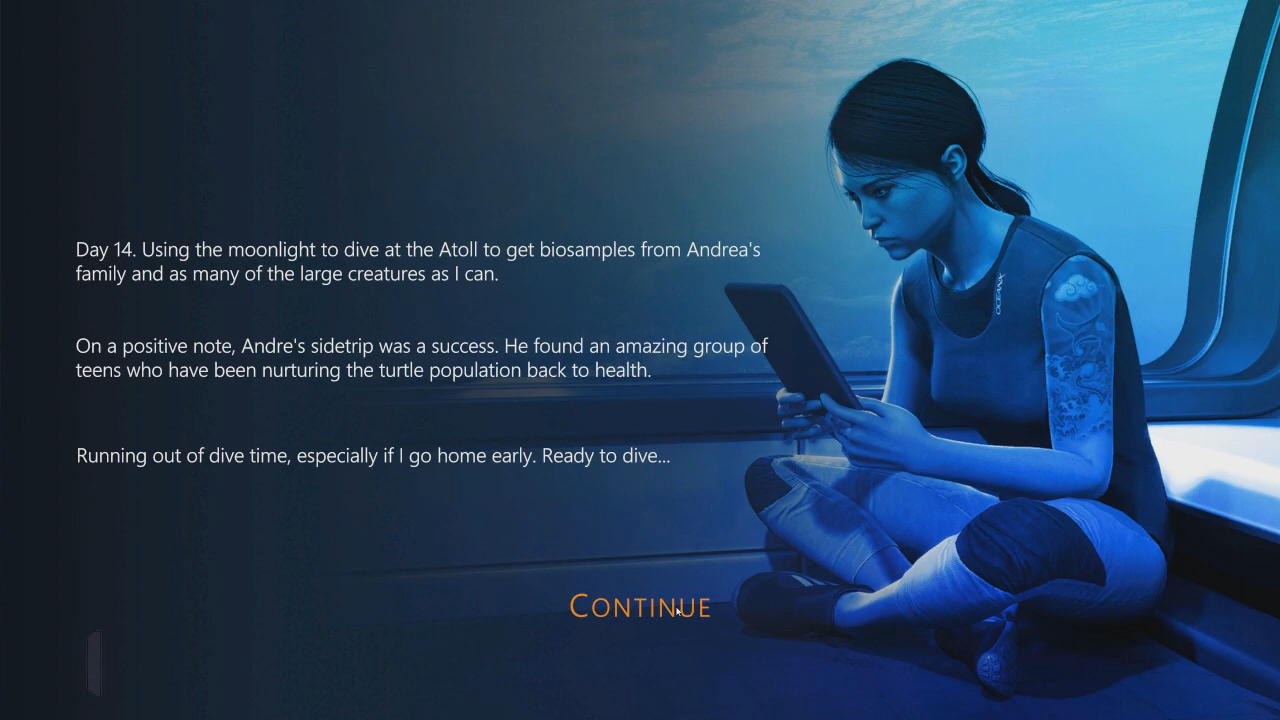 Day 14. Using the moonlight to dive at the Atoll to get biosamples from Andrea's
family and as many of the large creatures as I can.
On a positive note, Andre's sidetrip was a success. He found an amazing group of
teens who have been nurturing the turtle population back to health.
Running out of dive time, especially if I go home early. Ready to dive...
CONTINUE
OCEANX